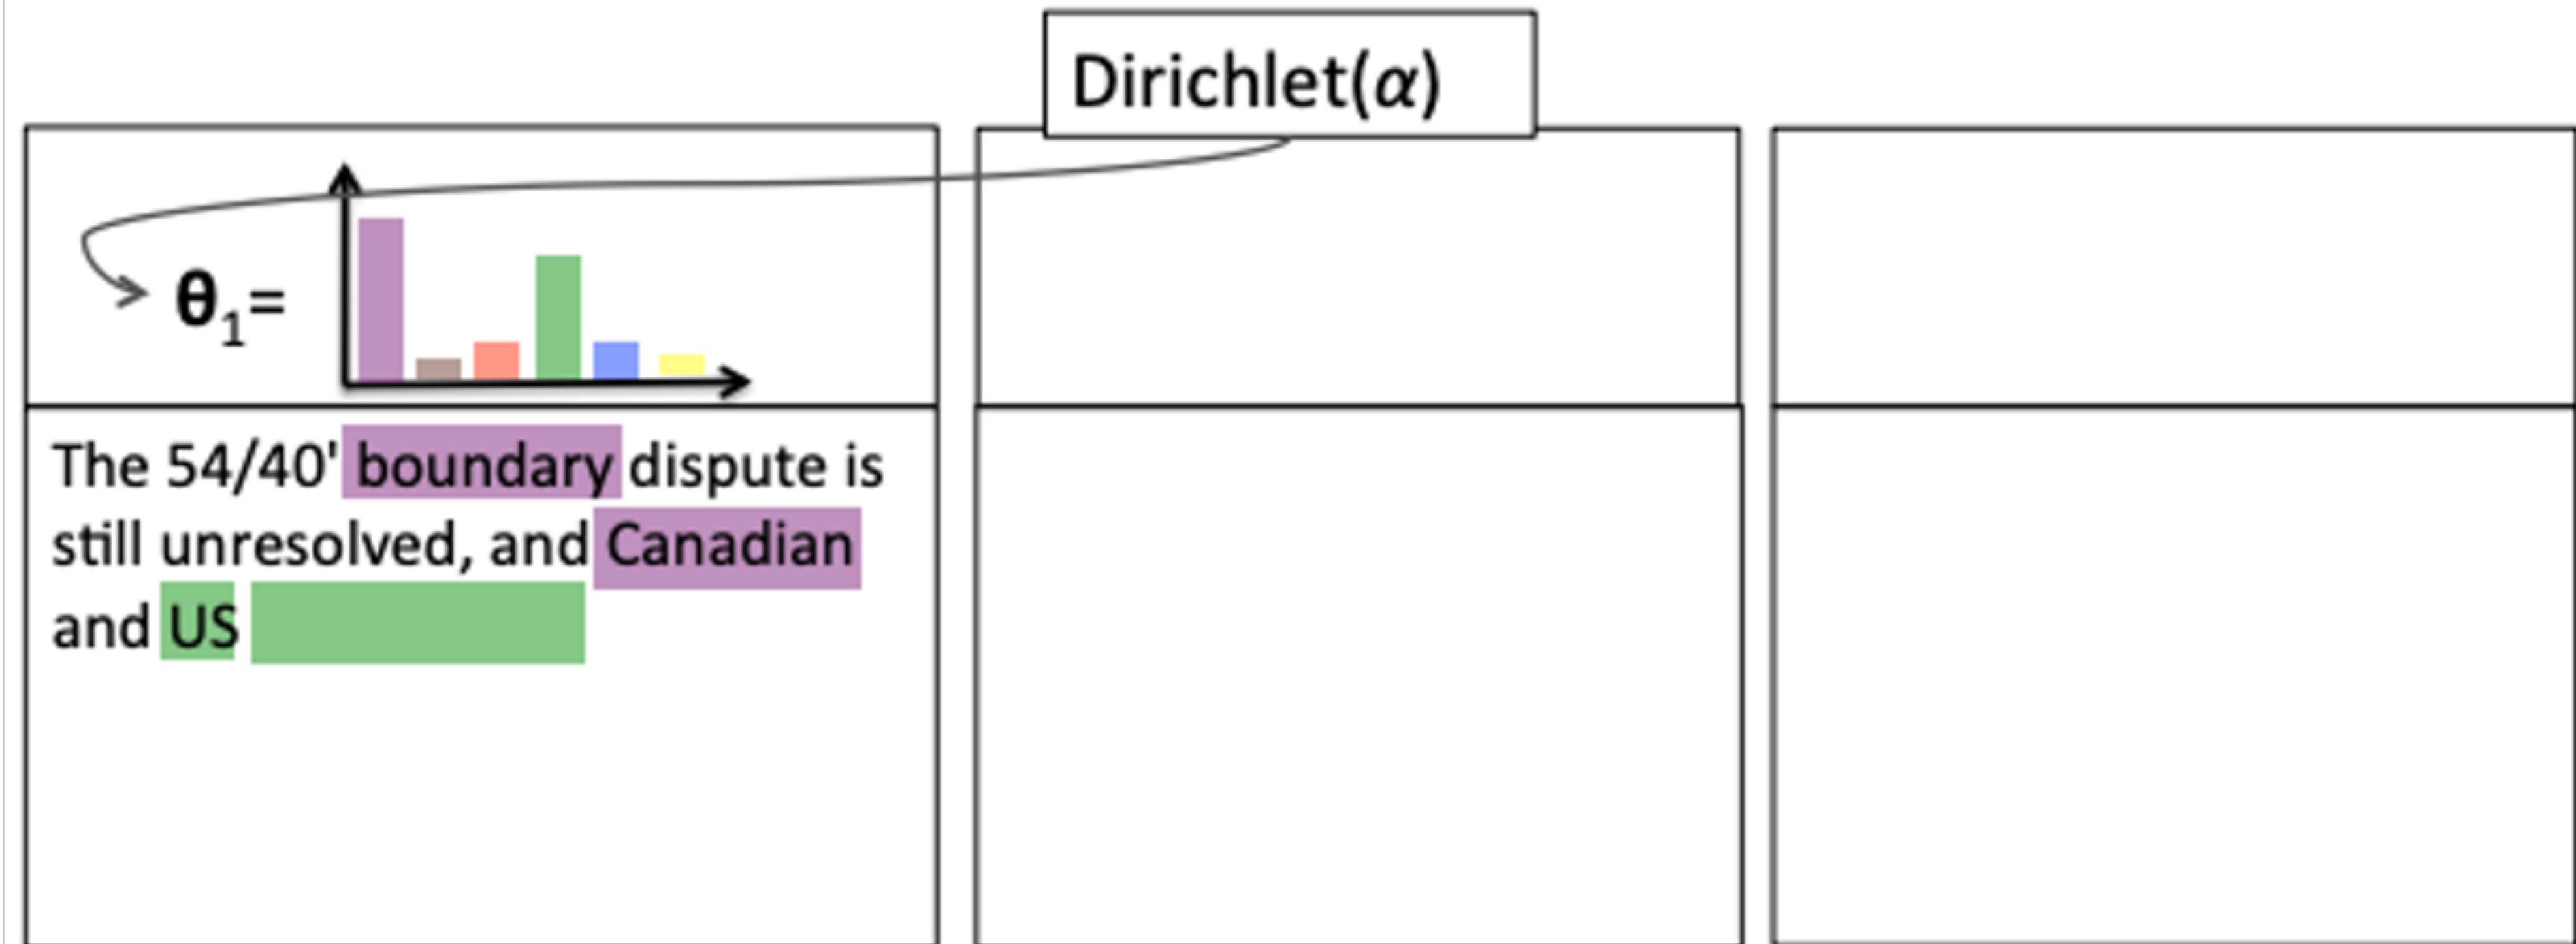 Dirichlet(α)
θ1=
The 54/40' boundary dispute is
still unresolved, and Canadian
and US